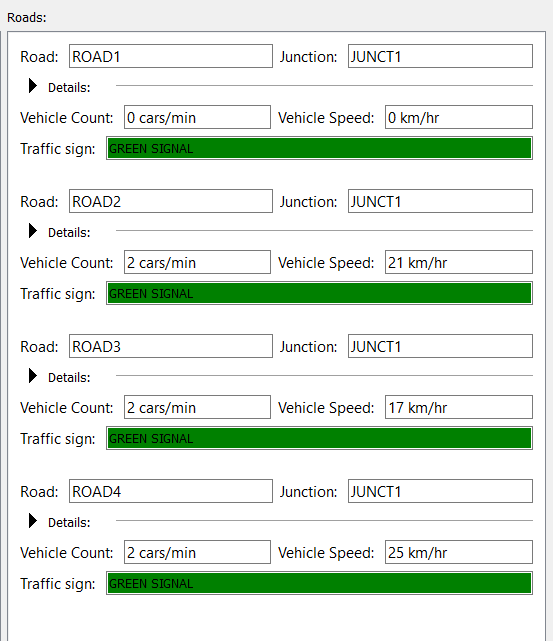 Roads:
Road: ROAD1 Junction: JUNCT1
Details:
Vehicle Count: 0 cars/min Vehicle Speed: 0 km/hr
Traffic sign: GREEN SIGNAL
Road: ROAD2 Junction: JUNCT1
Details:
Vehicle Count: 2 cars/min Vehicle Speed: 21 km/hr
Traffic sign: GREEN SIGNAL
Road: ROAD3 Junction: JUNCT1
Details:
Vehicle Count: 2 cars/min Vehicle Speed: 17 km/hr
Traffic sign: GREEN SIGNAL
Road: ROAD4 Junction: JUNCT1
Details:
Vehicle Count: 2 cars/min Vehicle Speed: 25 km/hr
Traffic sign: GREEN SIGNAL